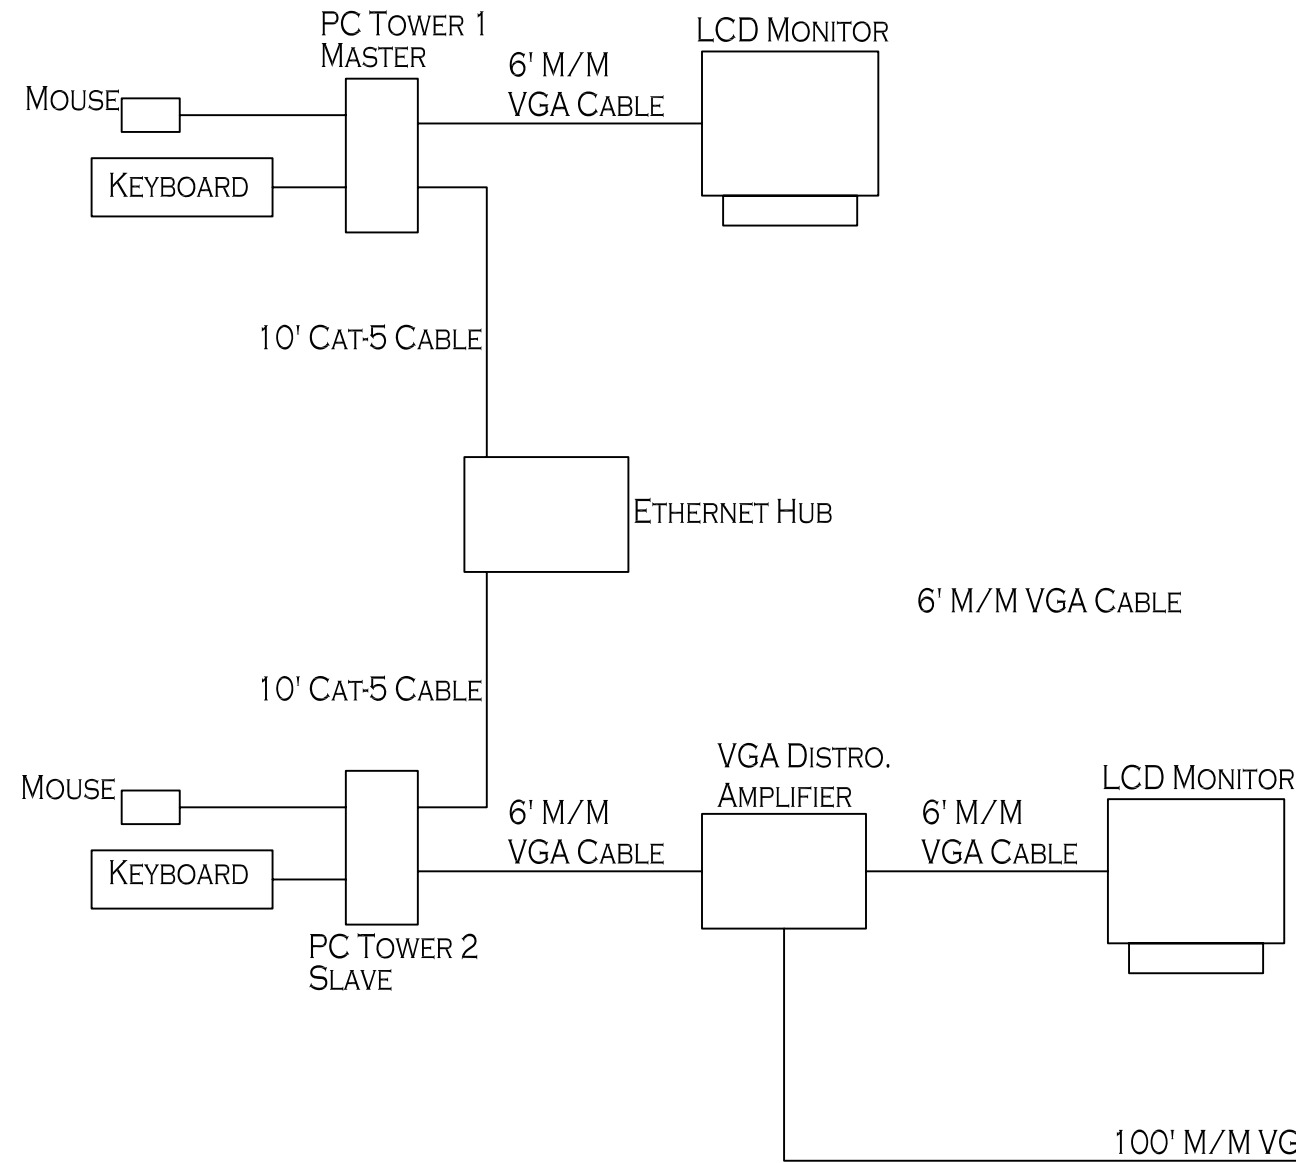 PC Tower 1
Master
LCD Monitor
6' M/M
VGA Cable
Mouse
Keyboard
10' Cat-5 Cable
Ethernet Hub
6' M/M VGA Cable
10' Cat-5 Cable
VGA Distro.
Amplifier
LCD Monitor
Mouse
6' M/M
VGA Cable
6' M/M
VGA Cable
Keyboard
PC Tower 2
Slave
100' M/M VG